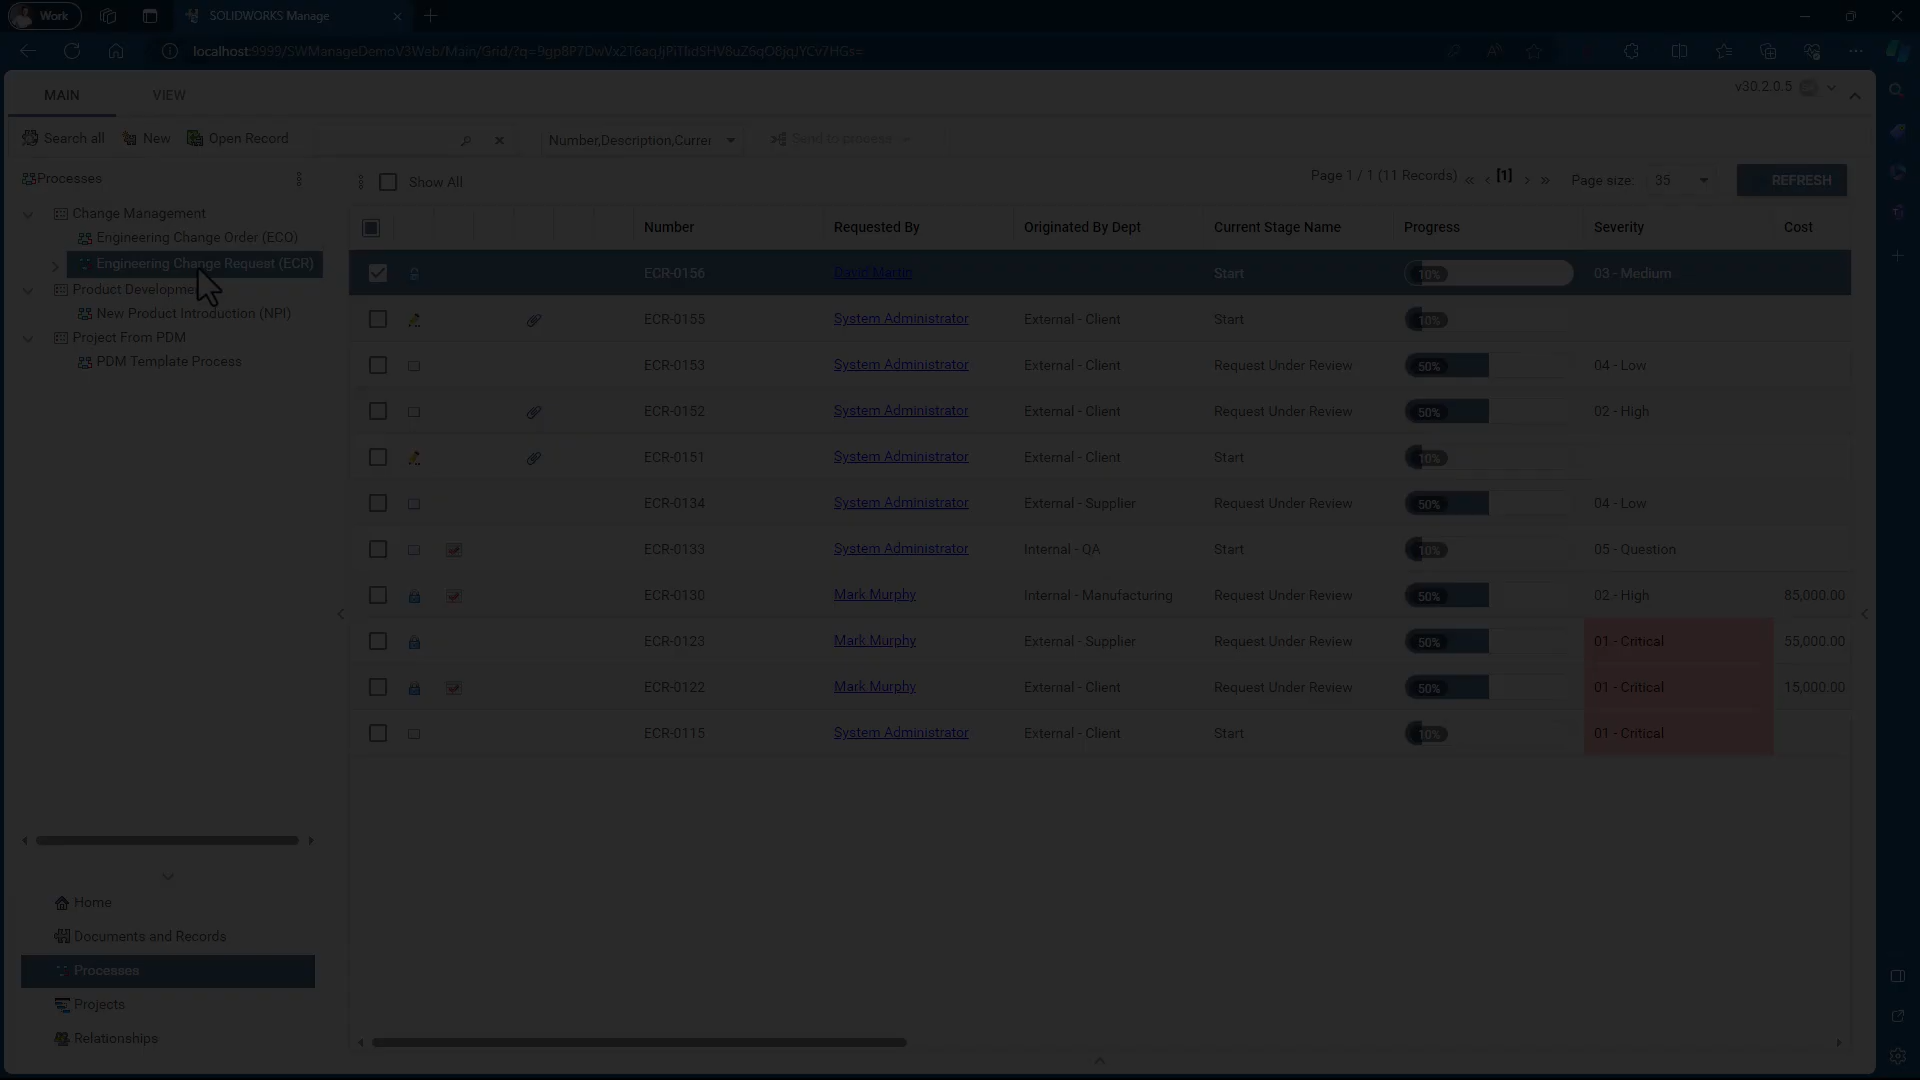 Work
SOLIDWORKS Manage
MAIN VIEW v30.2.0.5
Search all New Open Record Number,Description,Currer Send to process
Processes
Show All Page 1 / 1 (11 Records) « ‹ [1] › » Page size: 35 REFRESH
Change Management
Engineering Change Order (ECO)
Engineering Change Request (ECR)
New Product Introduction (NPI)
Project From PDM
PDM Template Process
Number Requested By Originated By Dept Current Stage Name Progress Severity Cost
ECR-0156 David Martin Start 10% 03 - Medium
ECR-0155 System Administrator External - Client Start 10%
ECR-0153 System Administrator External - Client Request Under Review 50% 04 - Low
ECR-0152 System Administrator External - Client Request Under Review 50% 02 - High
ECR-0151 System Administrator External - Client Start 10%
ECR-0134 System Administrator External - Supplier Request Under Review 50% 04 - Low
ECR-0133 System Administrator Internal - QA Start 10% 05 - Question
ECR-0130 Mark Murphy Internal - Manufacturing Request Under Review 50% 02 - High 85,000.00
ECR-0123 Mark Murphy External - Supplier Request Under Review 50% 01 - Critical 55,000.00
ECR-0122 Mark Murphy External - Client Request Under Review 50% 01 - Critical 15,000.00
ECR-0115 System Administrator External - Client Start 10% 01 - Critical
Home
Documents and Records
Processes
Projects
Relationships